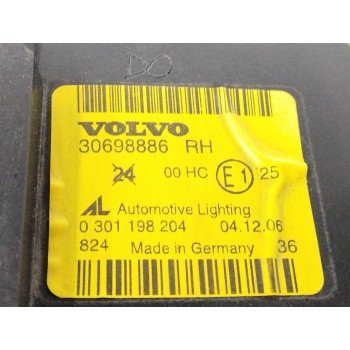 DO
VOLVO
30698886 RH
24 00 HC E1 25
AL Automotive Lighting
0 301 198 204 04.12.06
824 Made in Germany 36